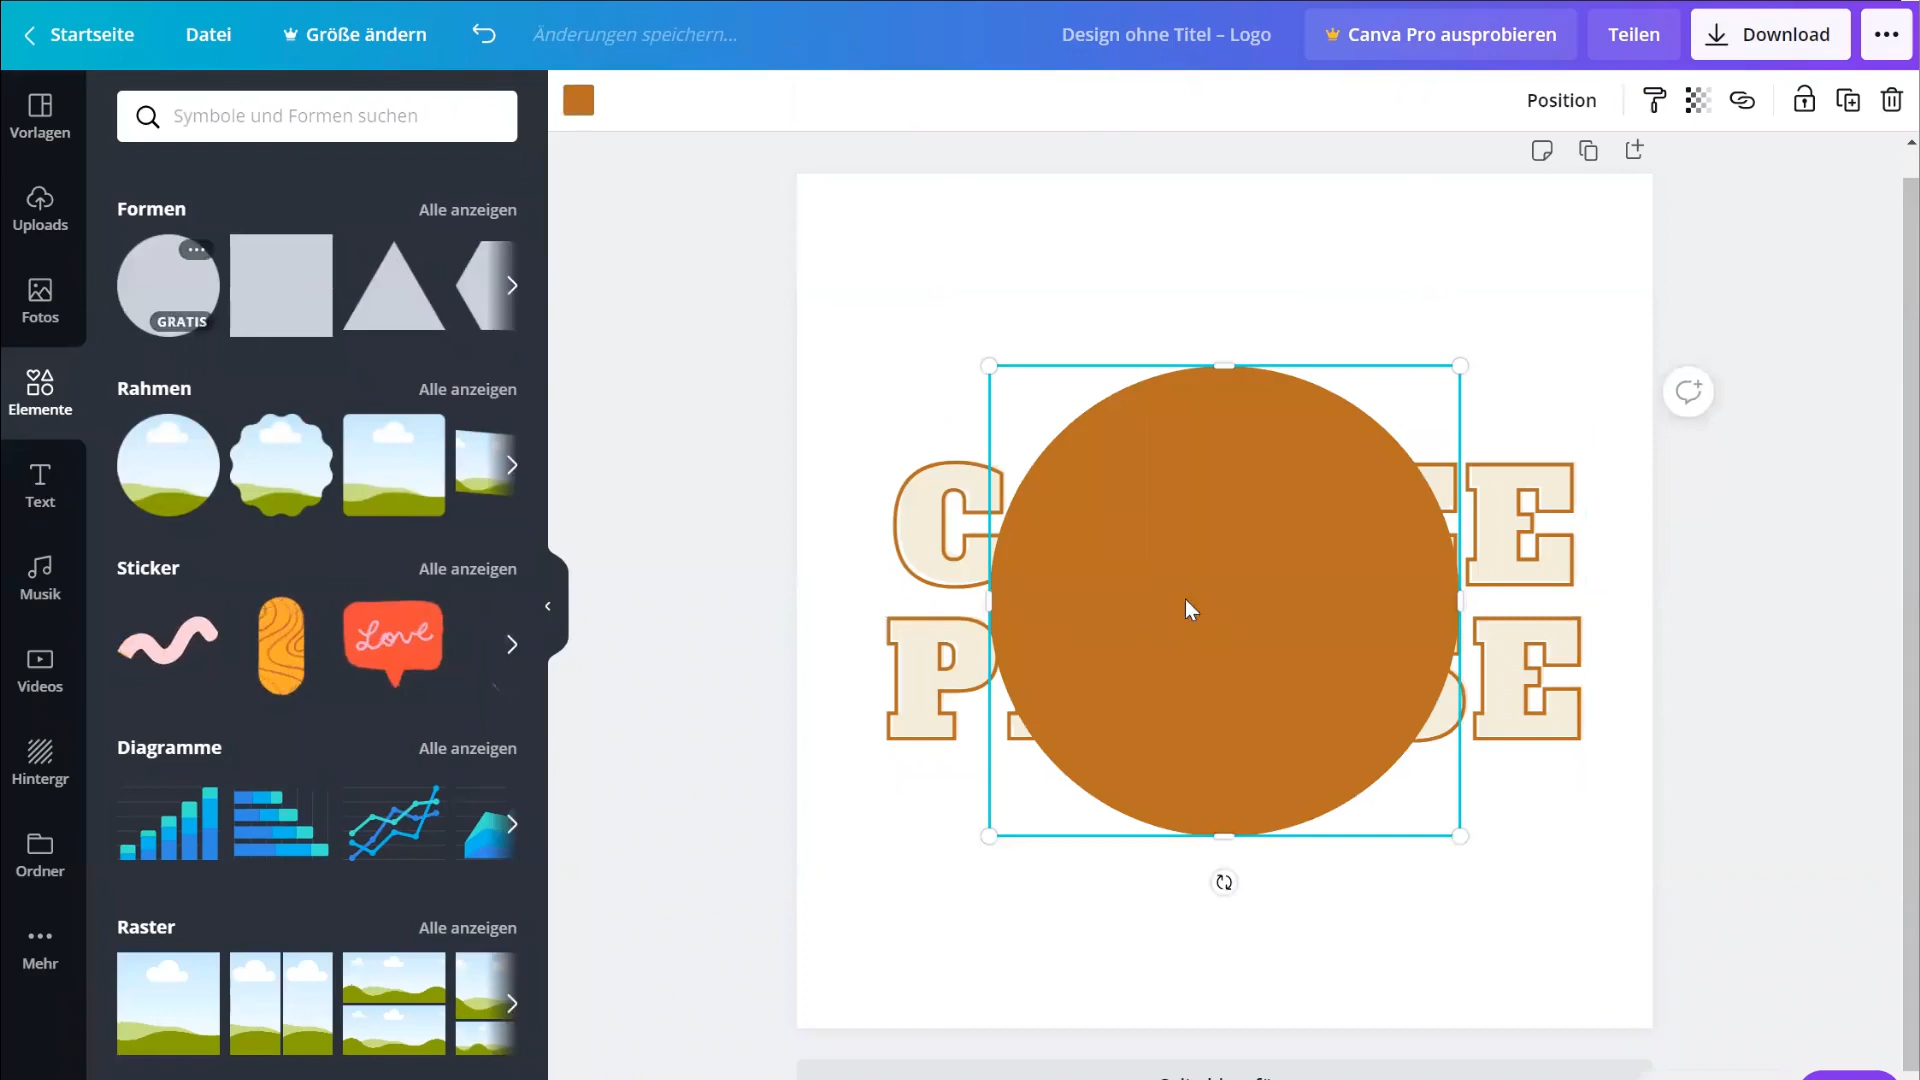 Startseite
Datei
Größe ändern
Änderungen speichern...
Design ohne Titel – Logo
Canva Pro ausprobieren
Teilen
Download
Vorlagen
Uploads
Fotos
Elemente
Text
Musik
Videos
Hintergr
Ordner
Mehr
Symbole und Formen suchen
Formen
Alle anzeigen
GRATIS
Rahmen
Alle anzeigen
Sticker
Alle anzeigen
Love
Diagramme
Alle anzeigen
Raster
Alle anzeigen
Position
C E
P SE